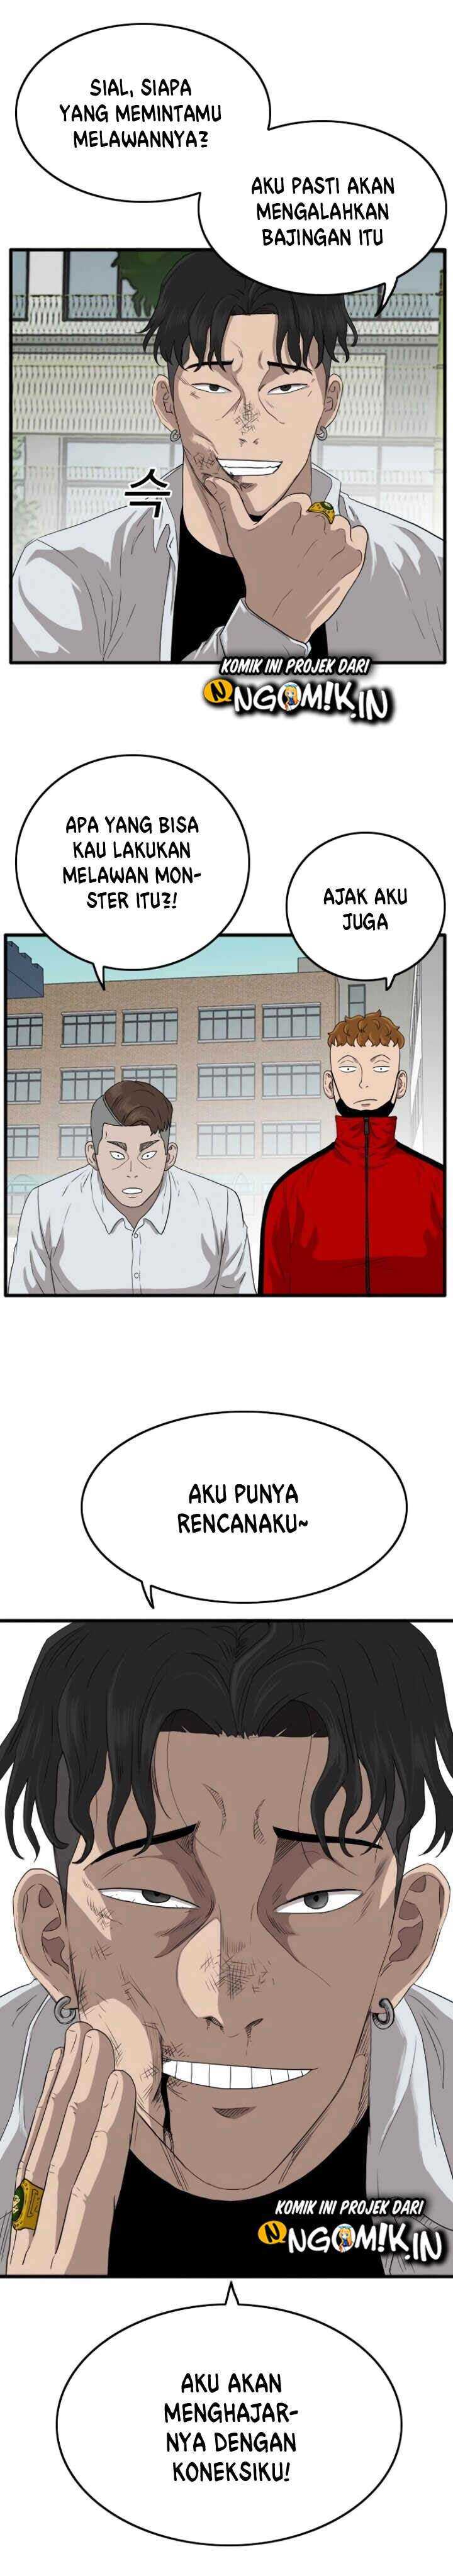 SIAL, SIAPA
YANG MEMINTAMU
MELAWANNYA?
AKU PASTI AKAN
MENGALAHKAN
BAJINGAN ITU
슥
KOMIK INI PROJEK DARI
N NGOMIK.IN
APA YANG BISA
KAU LAKUKAN
MELAWAN MON-
STER ITU?!
AJAK AKU
JUGA
AKU PUNYA
RENCANAKU~
KOMIK INI PROJEK DARI
N NGOMIK.IN
AKU AKAN
MENGHAJAR-
NYA DENGAN
KONEKSIKU!